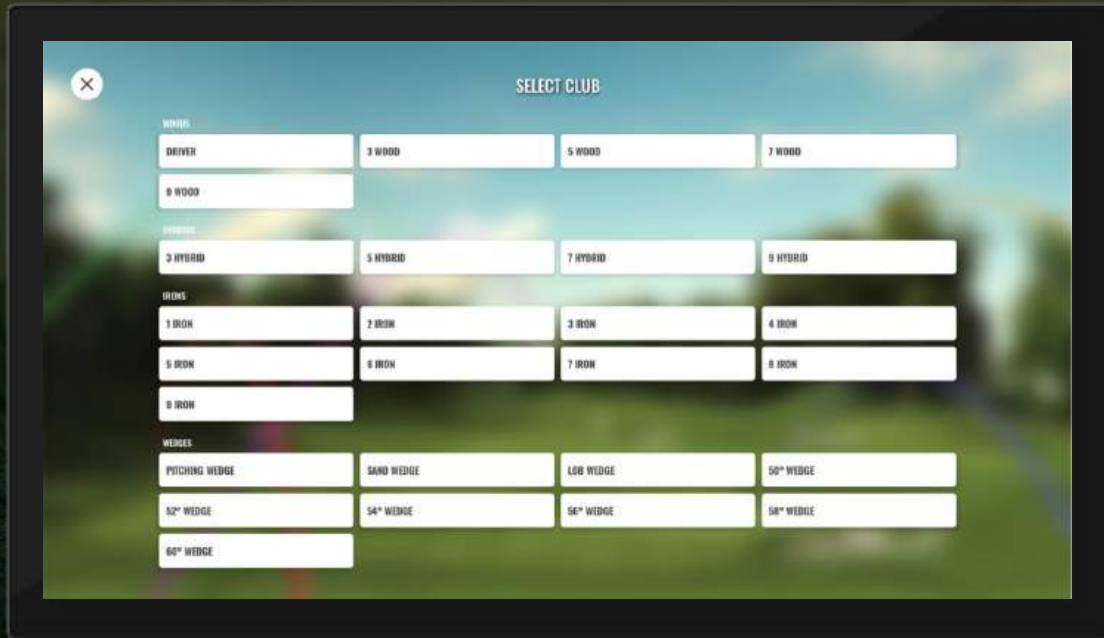 SELECT CLUB
WOODS
DRIVER 3 WOOD 5 WOOD 7 WOOD
9 WOOD
HYBRIDS
3 HYBRID 5 HYBRID 7 HYBRID 9 HYBRID
IRONS
1 IRON 2 IRON 3 IRON 4 IRON
5 IRON 6 IRON 7 IRON 8 IRON
9 IRON
WEDGES
PITCHING WEDGE SAND WEDGE LOB WEDGE 50° WEDGE
52° WEDGE 54° WEDGE 56° WEDGE 58° WEDGE
60° WEDGE